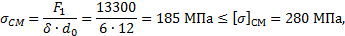 σ_СМ = F₁ / (δ · d₀) = 13300 / (6 · 12) = 185 МПа ≤ [σ]_СМ = 280 МПа,